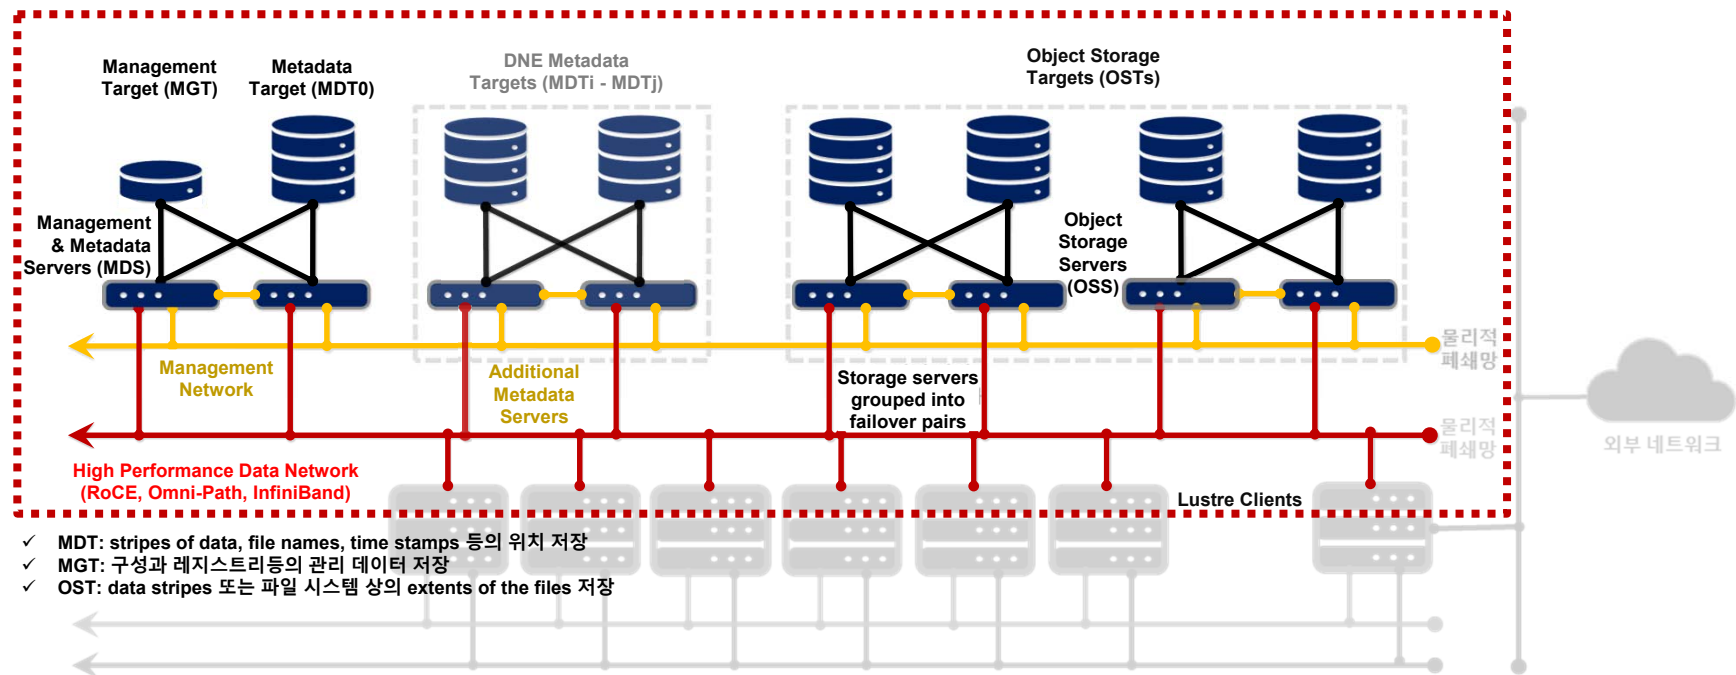 Management
Target (MGT)
Metadata
Target (MDT0)
DNE Metadata
Targets (MDTi - MDTj)
Object Storage
Targets (OSTs)
Management
& Metadata
Servers (MDS)
Object
Storage
Servers
(OSS)
물리적
폐쇄망
Management
Network
Additional
Metadata
Servers
Storage servers
grouped into
failover pairs
물리적
폐쇄망
외부 네트워크
High Performance Data Network
(RoCE, Omni-Path, InfiniBand)
Lustre Clients
✓ MDT: stripes of data, file names, time stamps 등의 위치 저장
✓ MGT: 구성과 레지스트리등의 관리 데이터 저장
✓ OST: data stripes 또는 파일 시스템 상의 extents of the files 저장